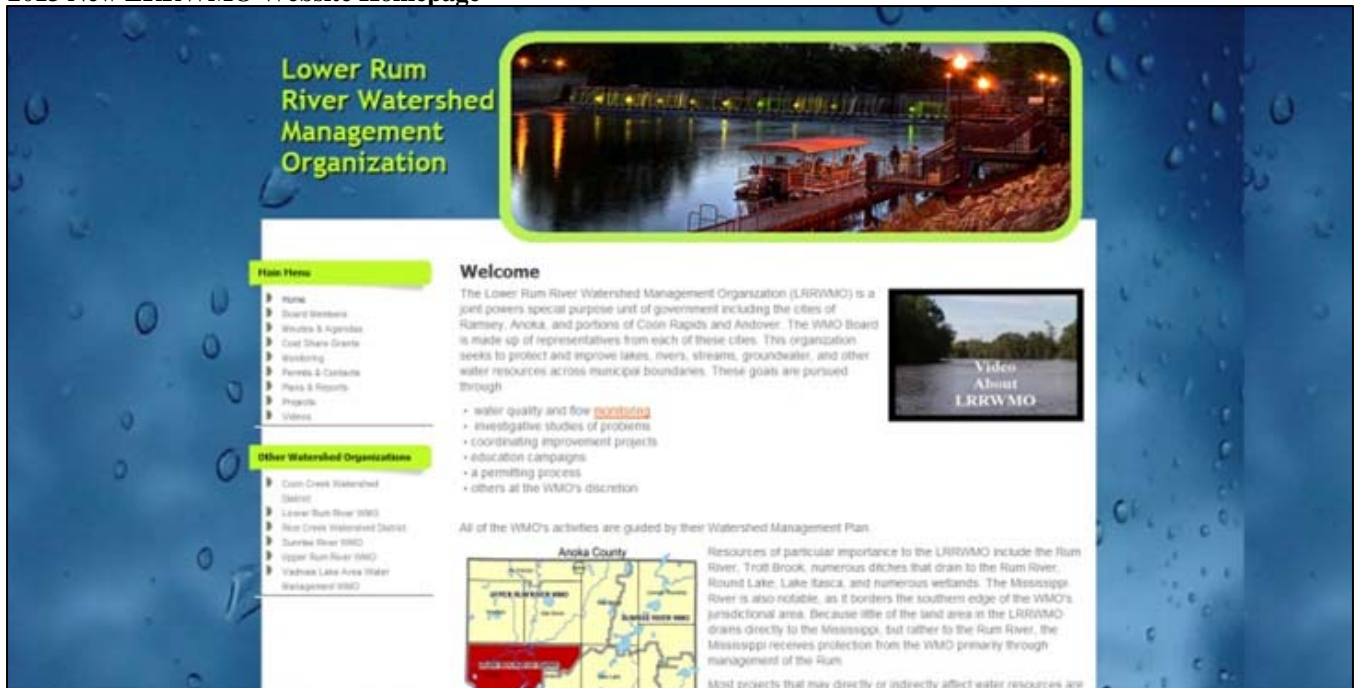 2013 New LRRWMO Website Homepage
Lower Rum
River Watershed
Management
Organization
Main Menu
Home
Board Members
Minutes & Agendas
Cost Share Grants
Monitoring
Permits & Contacts
Plans & Reports
Projects
Videos
Other Watershed Organizations
Coon Creek Watershed
District
Lower Rum River WMO
Rice Creek Watershed District
Sunrise River WMO
Upper Rum River WMO
Vadnais Lake Area Water
Management WMO
Welcome
The Lower Rum River Watershed Management Organization (LRRWMO) is a
joint powers special purpose unit of government including the cities of
Ramsey, Anoka, and portions of Coon Rapids and Andover. The WMO Board
is made up of representatives from each of these cities. This organization
seeks to protect and improve lakes, rivers, streams, groundwater, and other
water resources across municipal boundaries. These goals are pursued
through
• water quality and flow monitoring
• investigative studies of problems
• coordinating improvement projects
• education campaigns
• a permitting process
• others at the WMO's discretion
Video
About
LRRWMO
All of the WMO's activities are guided by their Watershed Management Plan.
Anoka County
UPPER RUM RIVER WMO
SUNRISE RIVER WMO
Resources of particular importance to the LRRWMO include the Rum
River, Trott Brook, numerous ditches that drain to the Rum River,
Round Lake, Lake Itasca, and numerous wetlands. The Mississippi
River is also notable, as it borders the southern edge of the WMO's
jurisdictional area. Because little of the land area in the LRRWMO
drains directly to the Mississippi, but rather to the Rum River, the
Mississippi receives protection from the WMO primarily through
management of the Rum.
Most projects that may directly or indirectly affect water resources are